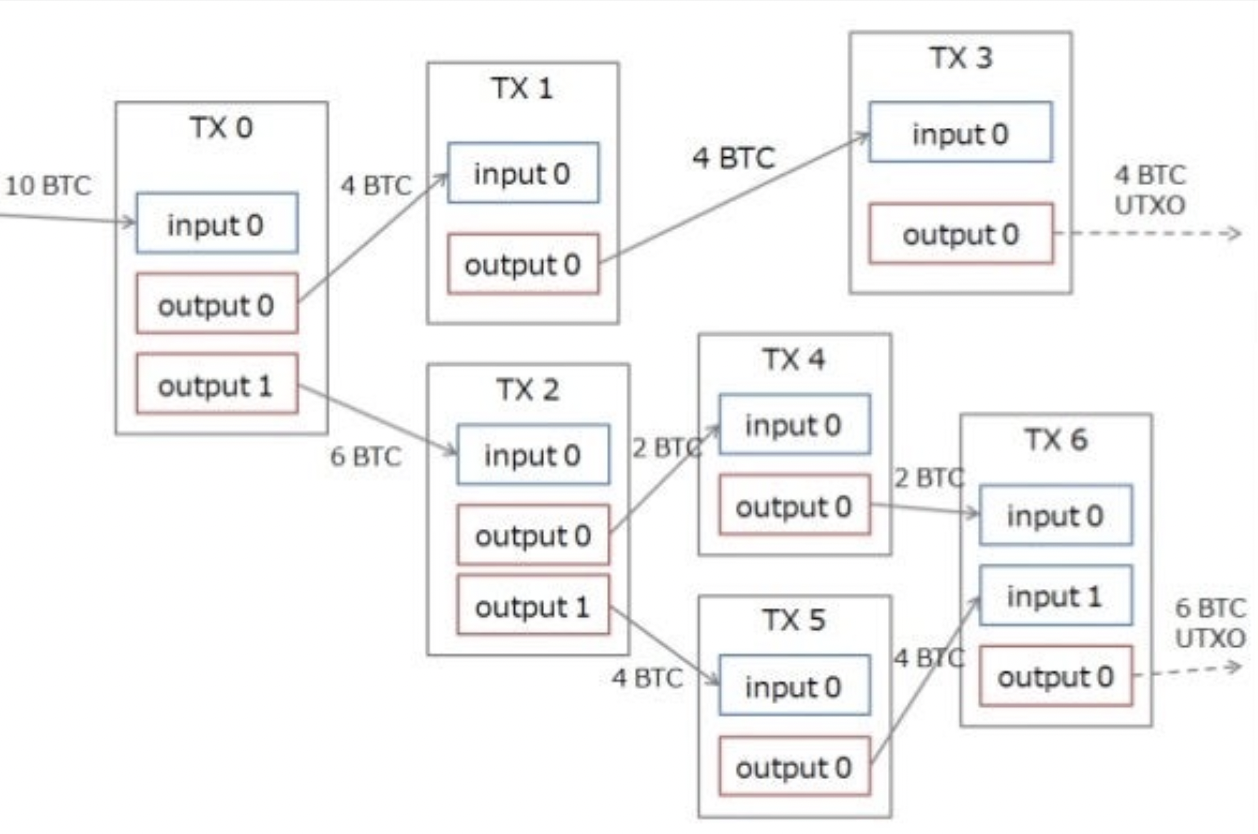 TX 0
10 BTC
input 0
output 0
output 1
4 BTC
6 BTC
TX 1
input 0
output 0
4 BTC
TX 3
input 0
output 0
4 BTC
UTXO
TX 2
input 0
output 0
output 1
2 BTC
4 BTC
TX 4
input 0
output 0
2 BTC
TX 5
input 0
output 0
4 BTC
TX 6
input 0
input 1
output 0
6 BTC
UTXO